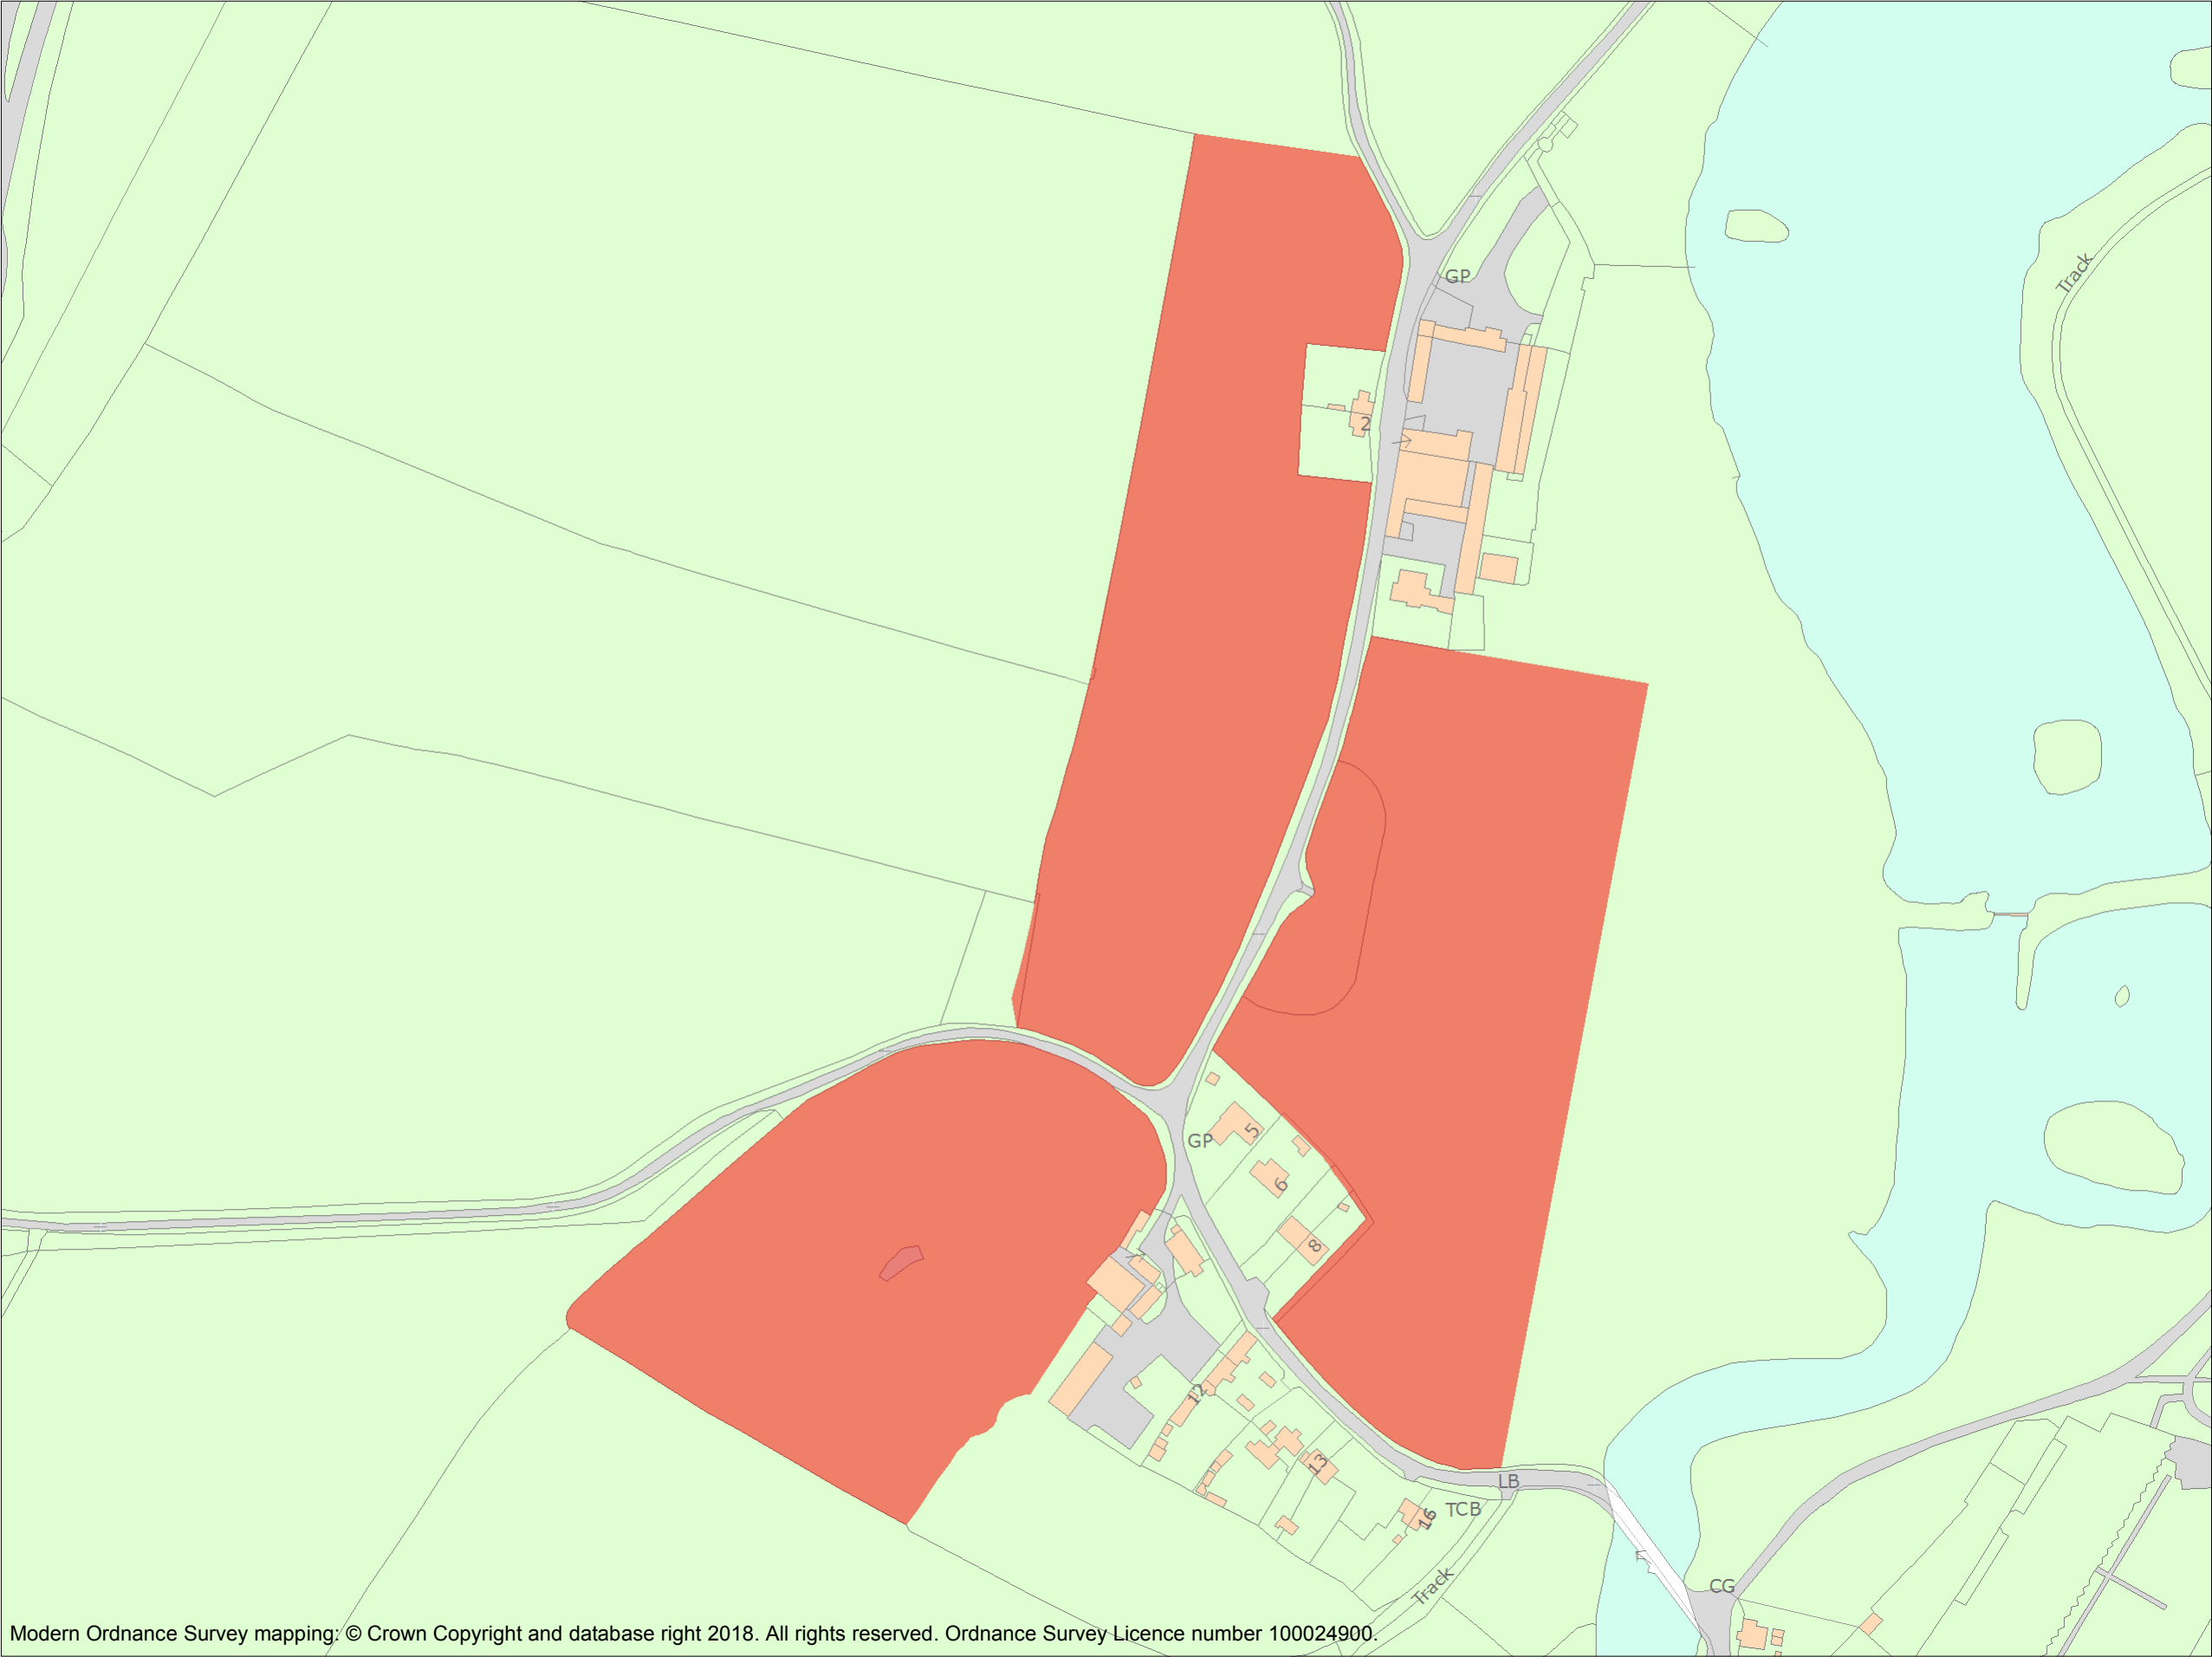 GP
Track
2
5
GP
6
8
12
13
LB
TCB
16
Track
CG
Modern Ordnance Survey mapping: © Crown Copyright and database right 2018. All rights reserved. Ordnance Survey Licence number 100024900.